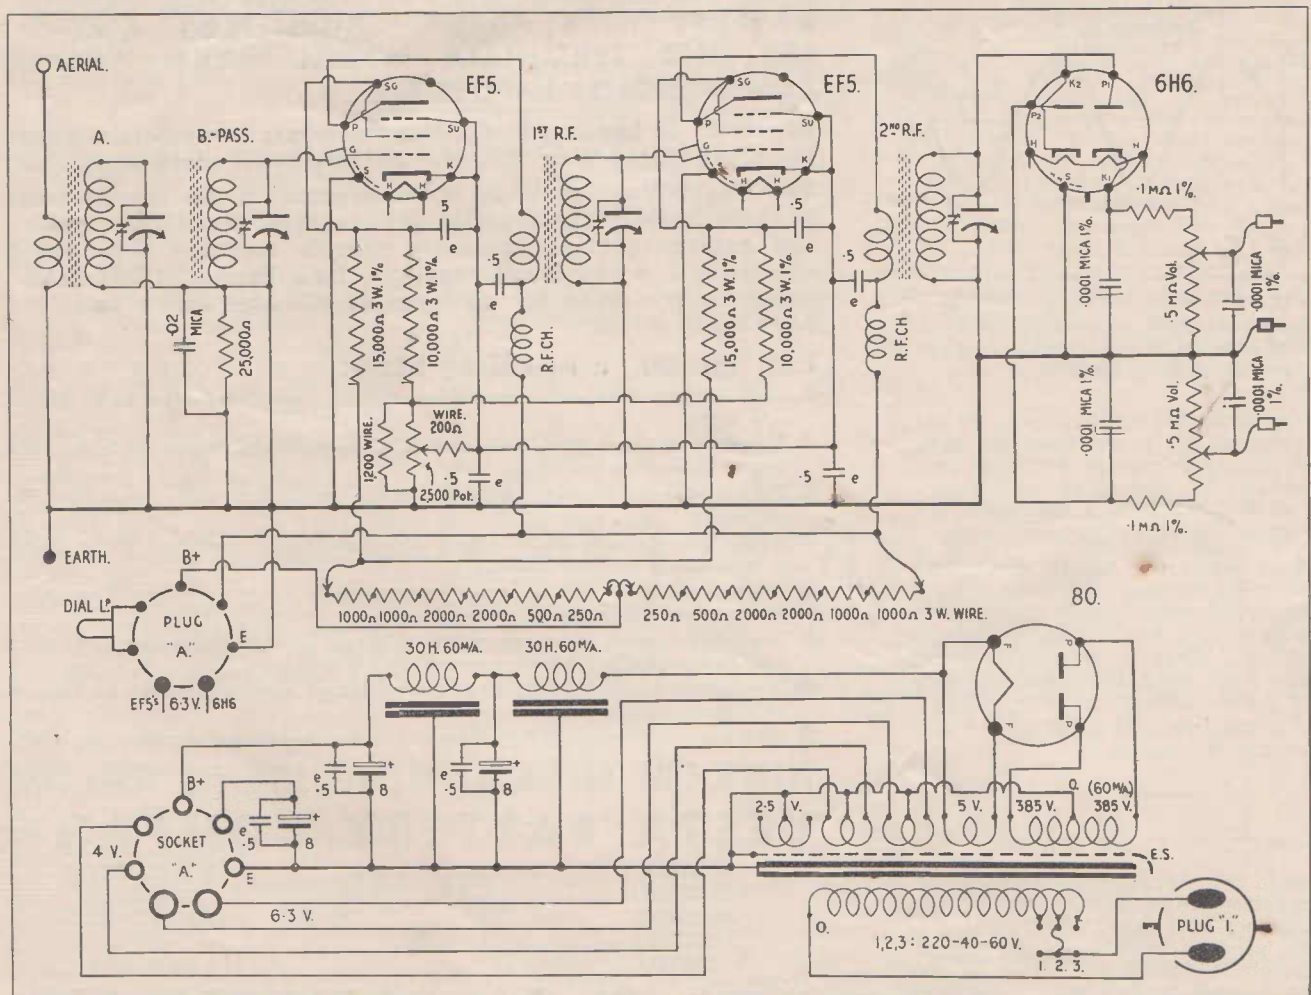 AERIAL.
A.
B.-PASS.
EF5.
EF5.
6H6.
SG
P
SU
G
S
K
H H
1ST R.F.
SG
P
SU
G
S
K
H H
2ND R.F.
K2
P1
P2
H
H
S
K1
.1 MΩ 1%.
.5
e
.5
e
.5
e
.5
e
.02
MICA
25,000Ω
15,000Ω 3 W. 1%
10,000Ω 3 W. 1%.
R.F.CH.
15,000Ω 3 W. 1%
10,000Ω 3 W. 1%.
R.F.CH.
.0001 MICA 1%.
.5 MΩ Vol.
.0001 MICA
1%.
.0001 MICA 1%.
.5 MΩ Vol.
.0001 MICA
1%.
1200 WIRE.
WIRE.
200Ω
.5
e
2500 Pot.
.5
e
.1 MΩ 1%.
EARTH.
B+
DIAL LP
PLUG
"A."
E
EF5's
6·3 V.
6H6
1000Ω 1000Ω 2000Ω 2000Ω 500Ω 250Ω
250Ω 500Ω 2000Ω 2000Ω 1000Ω 1000Ω 3 W. WIRE.
80.
30 H. 60M/A.
30 H. 60M/A.
F
P
F
P
B+
e
.5
+
8
e
.5
+
8
e
.5
+
8
SOCKET
"A."
4 V.
E
6·3 V.
2·5 V.
5 V.
385 V.
O.
(60M/A)
385 V.
E.S.
O.
1,2,3: 220-40-60 V.
1. 2. 3.
PLUG "1."